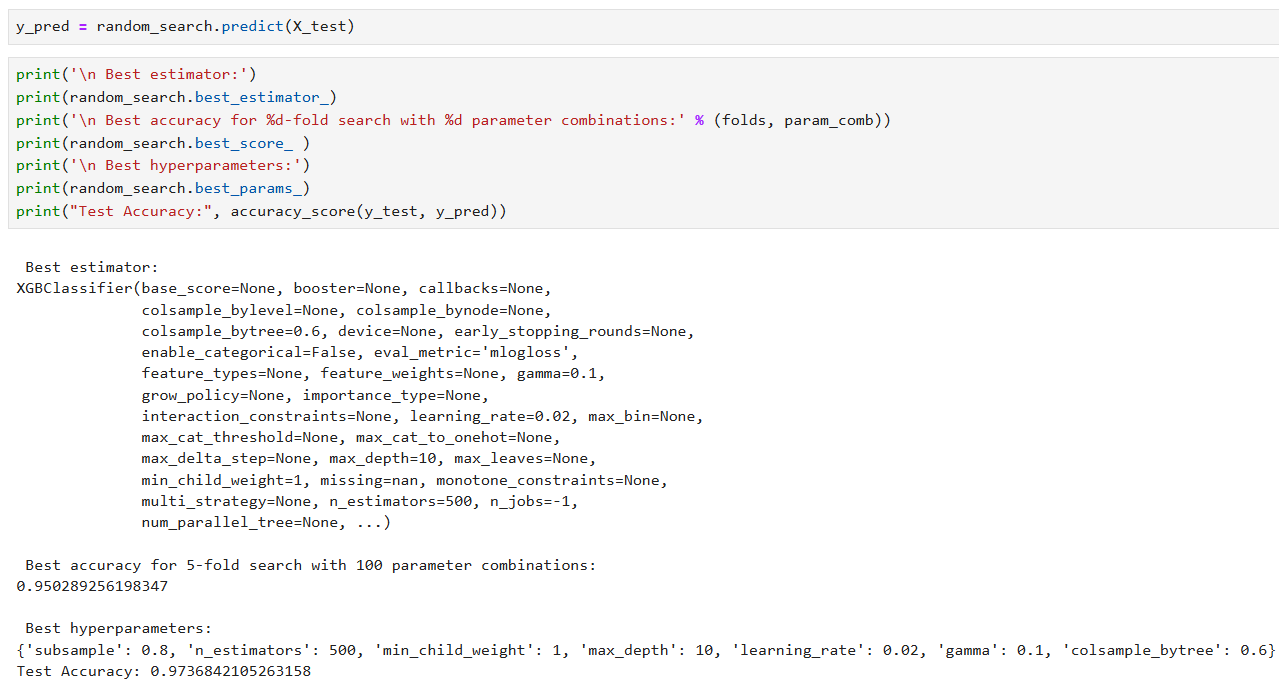 y_pred = random_search.predict(X_test)
print('\n Best estimator:')
print(random_search.best_estimator_)
print('\n Best accuracy for %d-fold search with %d parameter combinations:' % (folds, param_comb))
print(random_search.best_score_ )
print('\n Best hyperparameters:')
print(random_search.best_params_)
print("Test Accuracy:", accuracy_score(y_test, y_pred))
Best estimator:
XGBClassifier(base_score=None, booster=None, callbacks=None,
colsample_bylevel=None, colsample_bynode=None,
colsample_bytree=0.6, device=None, early_stopping_rounds=None,
enable_categorical=False, eval_metric='mlogloss',
feature_types=None, feature_weights=None, gamma=0.1,
grow_policy=None, importance_type=None,
interaction_constraints=None, learning_rate=0.02, max_bin=None,
max_cat_threshold=None, max_cat_to_onehot=None,
max_delta_step=None, max_depth=10, max_leaves=None,
min_child_weight=1, missing=nan, monotone_constraints=None,
multi_strategy=None, n_estimators=500, n_jobs=-1,
num_parallel_tree=None, ...)
Best accuracy for 5-fold search with 100 parameter combinations:
0.950289256198347
Best hyperparameters:
{'subsample': 0.8, 'n_estimators': 500, 'min_child_weight': 1, 'max_depth': 10, 'learning_rate': 0.02, 'gamma': 0.1, 'colsample_bytree': 0.6}
Test Accuracy: 0.9736842105263158